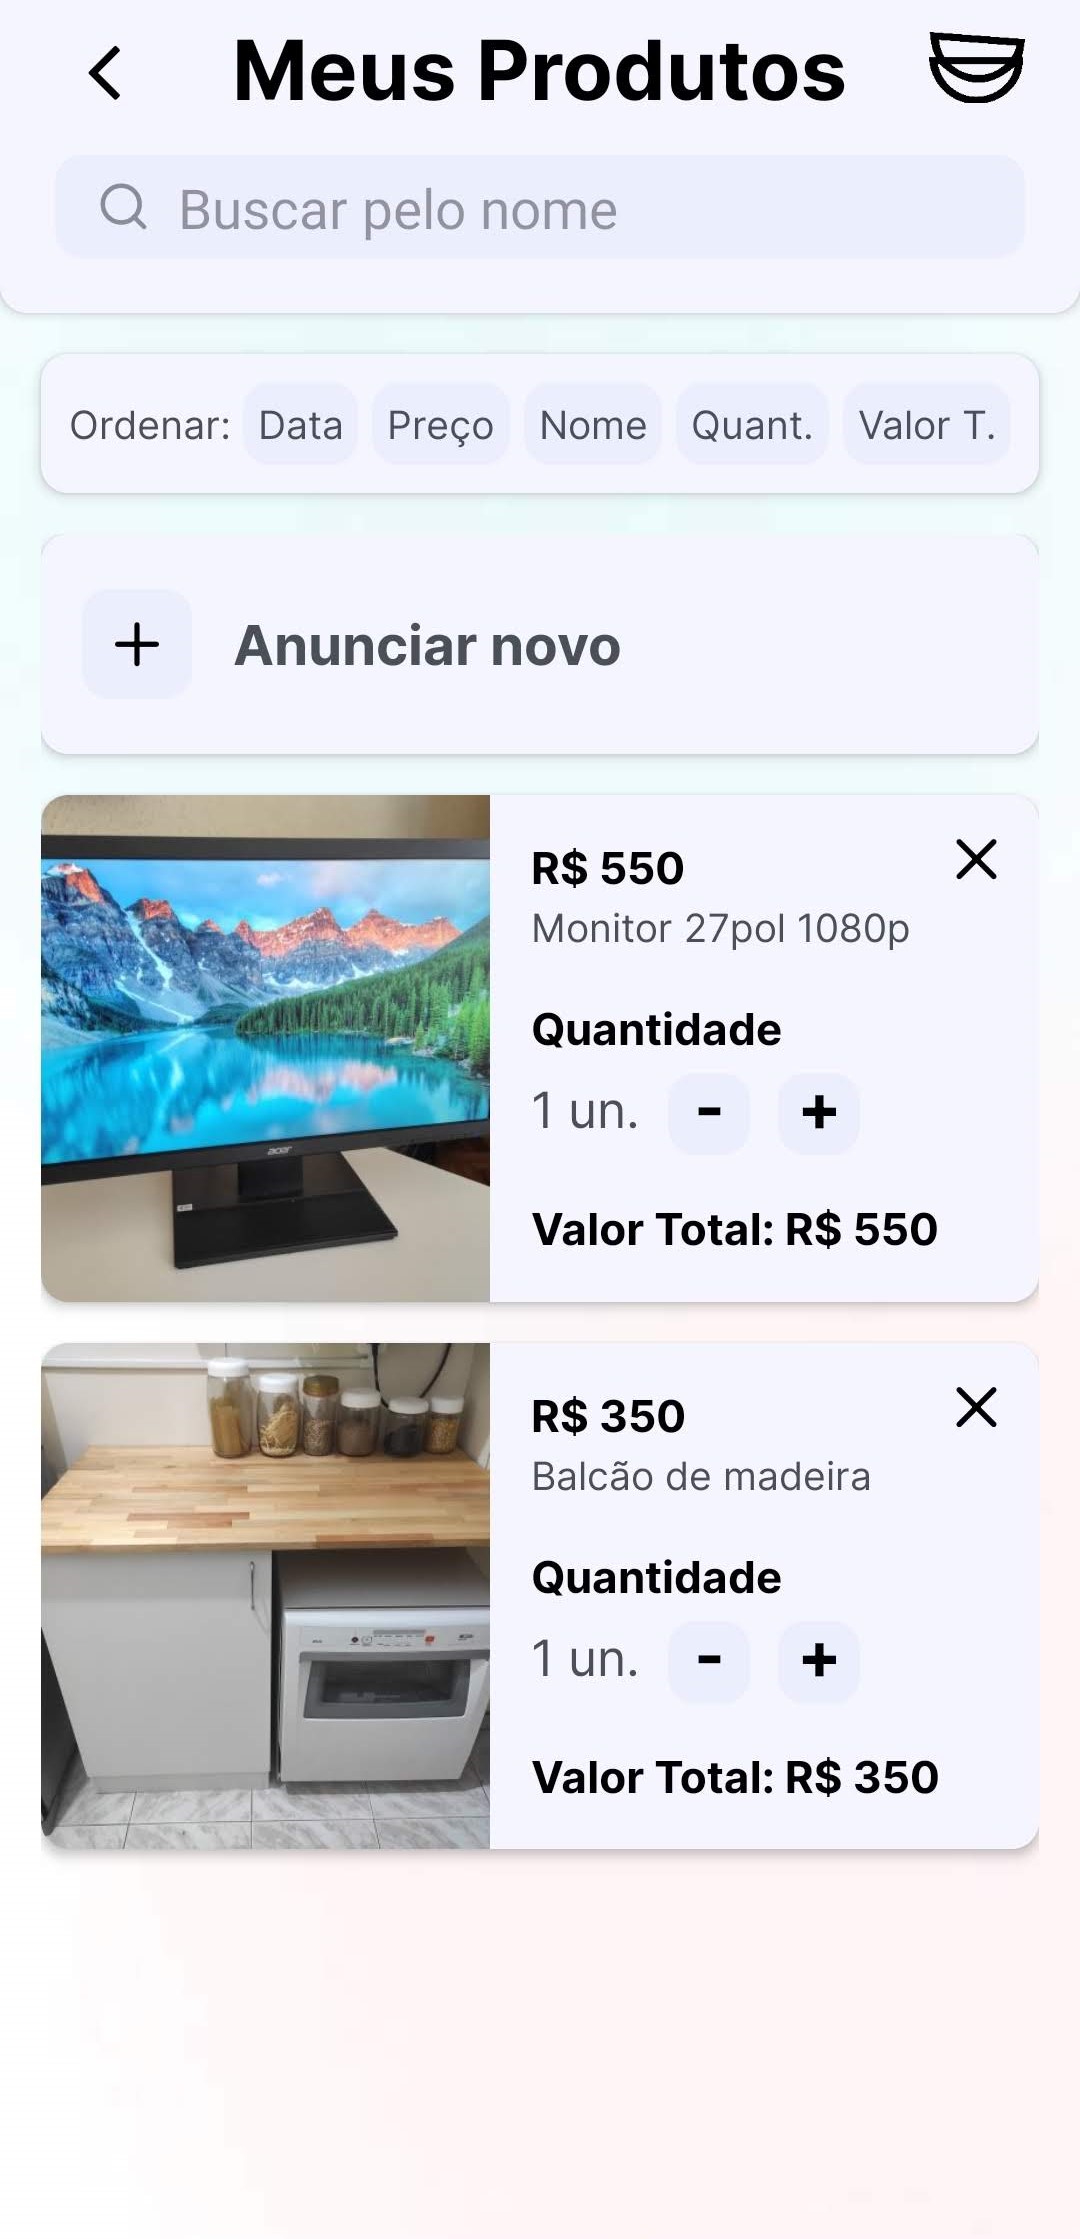 Meus Produtos
Buscar pelo nome
Ordenar: Data Preço Nome Quant. Valor T.
+ Anunciar novo
R$ 550
Monitor 27pol 1080p
Quantidade
1 un. - +
Valor Total: R$ 550
acer
R$ 350
Balcão de madeira
Quantidade
1 un. - +
Valor Total: R$ 350